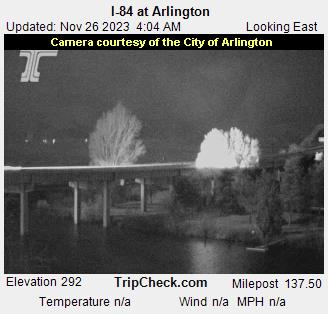 I-84 at Arlington
Updated: Nov 26 2023 4:04 AM Looking East
Camera courtesy of the City of Arlington
Elevation 292 TripCheck.com Milepost 137.50
Temperature n/a Wind n/a MPH n/a